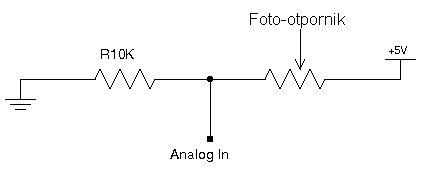 Foto-otpornik
R10K
+5V
Analog In